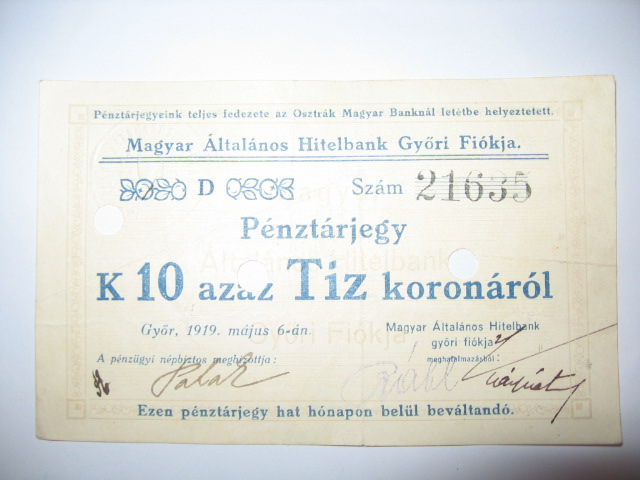 Pénztárjegyeink teljes fedezete az Osztrák Magyar Banknál letétbe helyeztetett.
Magyar Általános Hitelbank Győri Fiókja.
D Szám 21635
Pénztárjegy
K 10 azaz Tiz koronáról
Győr, 1919. május 6-án.
Magyar Általános Hitelbank
győri fiókja
A pénzügyi népbiztos megbizottja:
meghatalmazásból:
Ezen pénztárjegy hat hónapon belül beváltandó.